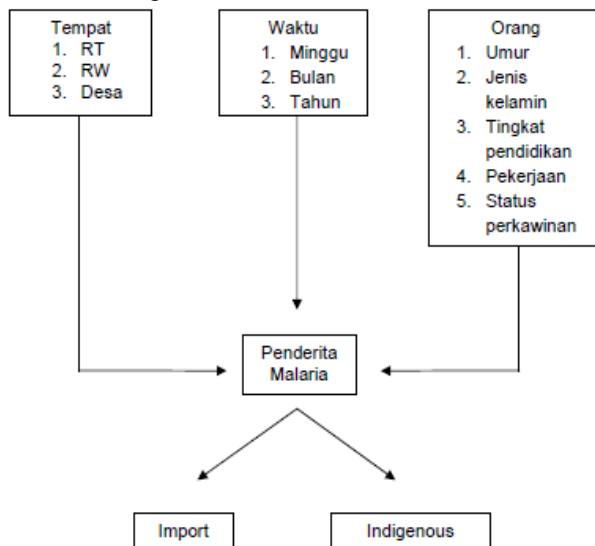 Tempat
1. RT
2. RW
3. Desa
Waktu
1. Minggu
2. Bulan
3. Tahun
Orang
1. Umur
2. Jenis
kelamin
3. Tingkat
pendidikan
4. Pekerjaan
5. Status
perkawinan
Penderita
Malaria
Import
Indigenous